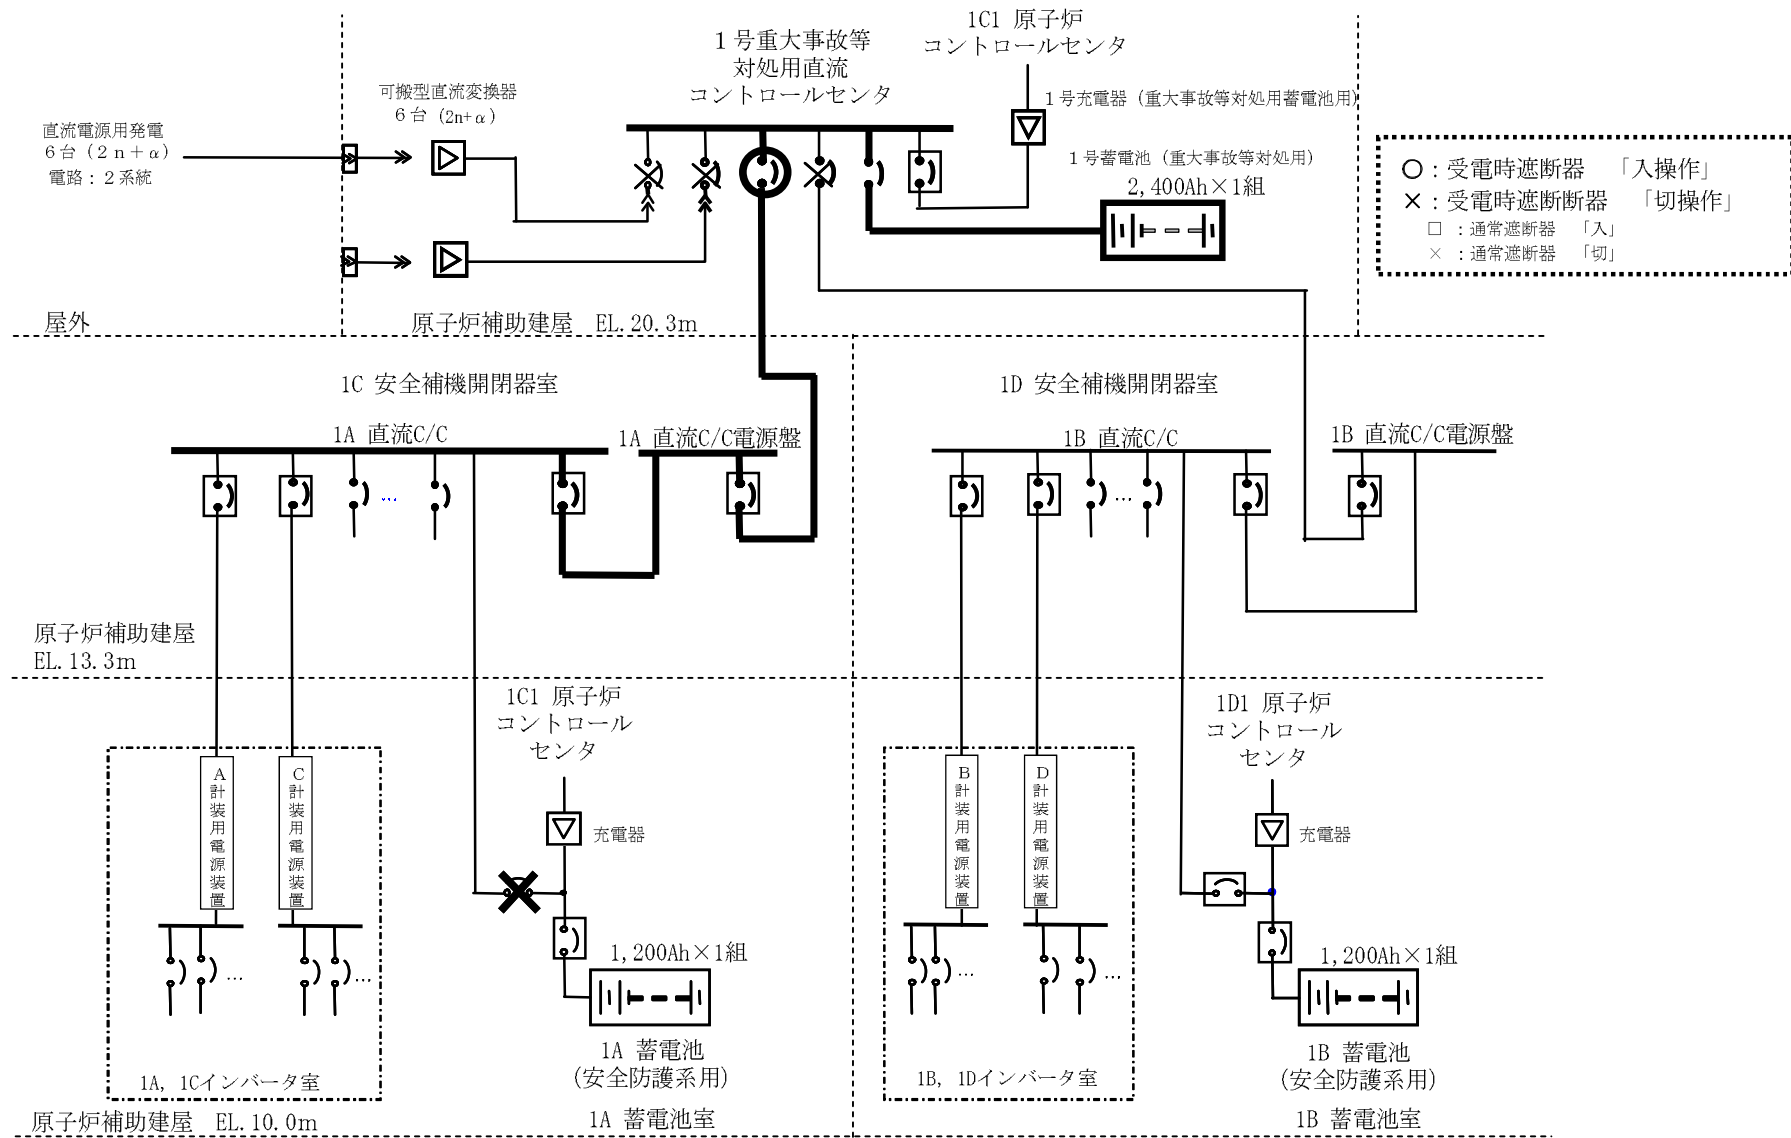 1C1 原子炉
コントロールセンタ
１号重大事故等
対処用直流
コントロールセンタ
可搬型直流変換器
6台 (2n+α)
１号充電器（重大事故等対処用蓄電池用）
直流電源用発電
6台（２ｎ＋α）
電路：２系統
１号蓄電池（重大事故等対処用）
2,400Ah×1組
○：受電時遮断器　「入操作」
×：受電時遮断断器　「切操作」
□ ：通常遮断器　「入」
× ：通常遮断器　「切」
屋外
原子炉補助建屋　EL.20.3m
1C 安全補機開閉器室
1D 安全補機開閉器室
1A 直流C/C
1A 直流C/C電源盤
1B 直流C/C
1B 直流C/C電源盤
…
…
原子炉補助建屋
EL.13.3m
1C1 原子炉
コントロール
センタ
1D1 原子炉
コントロール
センタ
A計装用電源装置
C計装用電源装置
充電器
B計装用電源装置
D計装用電源装置
充電器
…
…
…
…
1,200Ah×1組
1,200Ah×1組
1A 蓄電池
(安全防護系用)
1B 蓄電池
(安全防護系用)
1A, 1Cインバータ室
1B, 1Dインバータ室
原子炉補助建屋　EL.10.0m
1A 蓄電池室
1B 蓄電池室